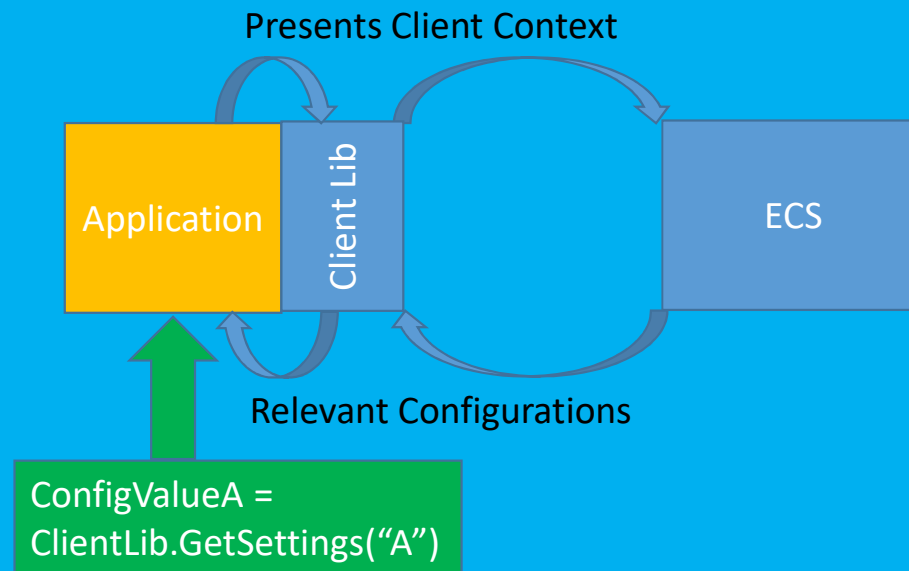 Presents Client Context
Application
Client Lib
ECS
Relevant Configurations
ConfigValueA =
ClientLib.GetSettings(“A”)